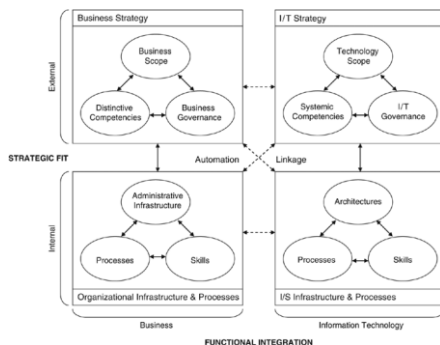 Business Strategy
I/T Strategy
External
Business
Scope
Distinctive
Competencies
Business
Governance
Technology
Scope
Systemic
Competencies
I/T
Governance
STRATEGIC FIT
Automation
Linkage
Internal
Administrative
Infrastructure
Processes
Skills
Architectures
Processes
Skills
Organizational Infrastructure & Processes
I/S Infrastructure & Processes
Business
Information Technology
FUNCTIONAL INTEGRATION